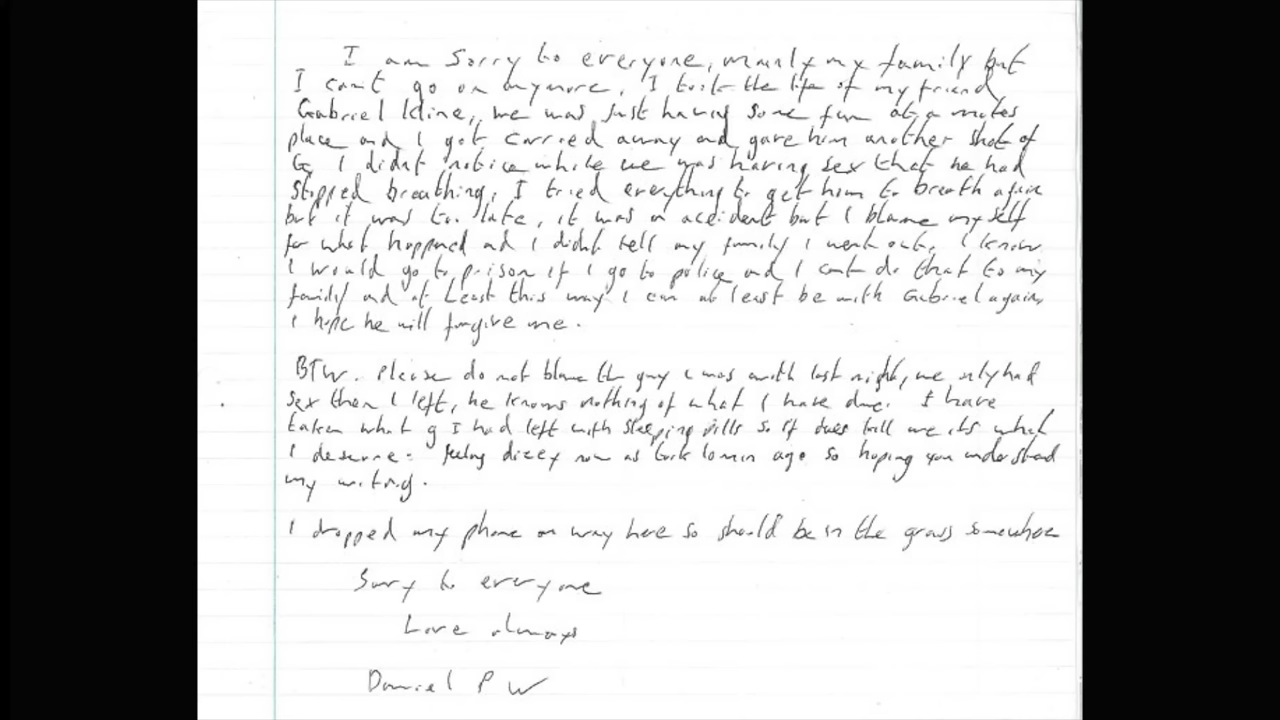 I am sorry to everyone, mainly my family but
I cant go on anymore, I took the life of my friend
Gabriel Kline, we was just having some fun at a mates
place and I got carried away and gave him another shot of
G, I didnt notice while we was having sex that he had
stopped breathing, I tried everything to get him to breath again
but it was too late, it was a accident but I blame myself
for what happened and I didnt tell my family I went out, I know
I would go to prison if I go to police and I cant do that to my
family and at least this way I can at least be with Gabriel again,
I hope he will forgive me.
BTW. Please do not blame the guy I was with last night, we only had
sex then I left, he knows nothing of what I have done. I have
taken what g I had left with sleeping pills so if it does kill me its what
I deserve. Feeling dizzy now as took 10 min ago so hoping you understand
my writing.
I dropped my phone on way here so should be in the grass somewhere
Sorry to everyone
Love always
Daniel P W